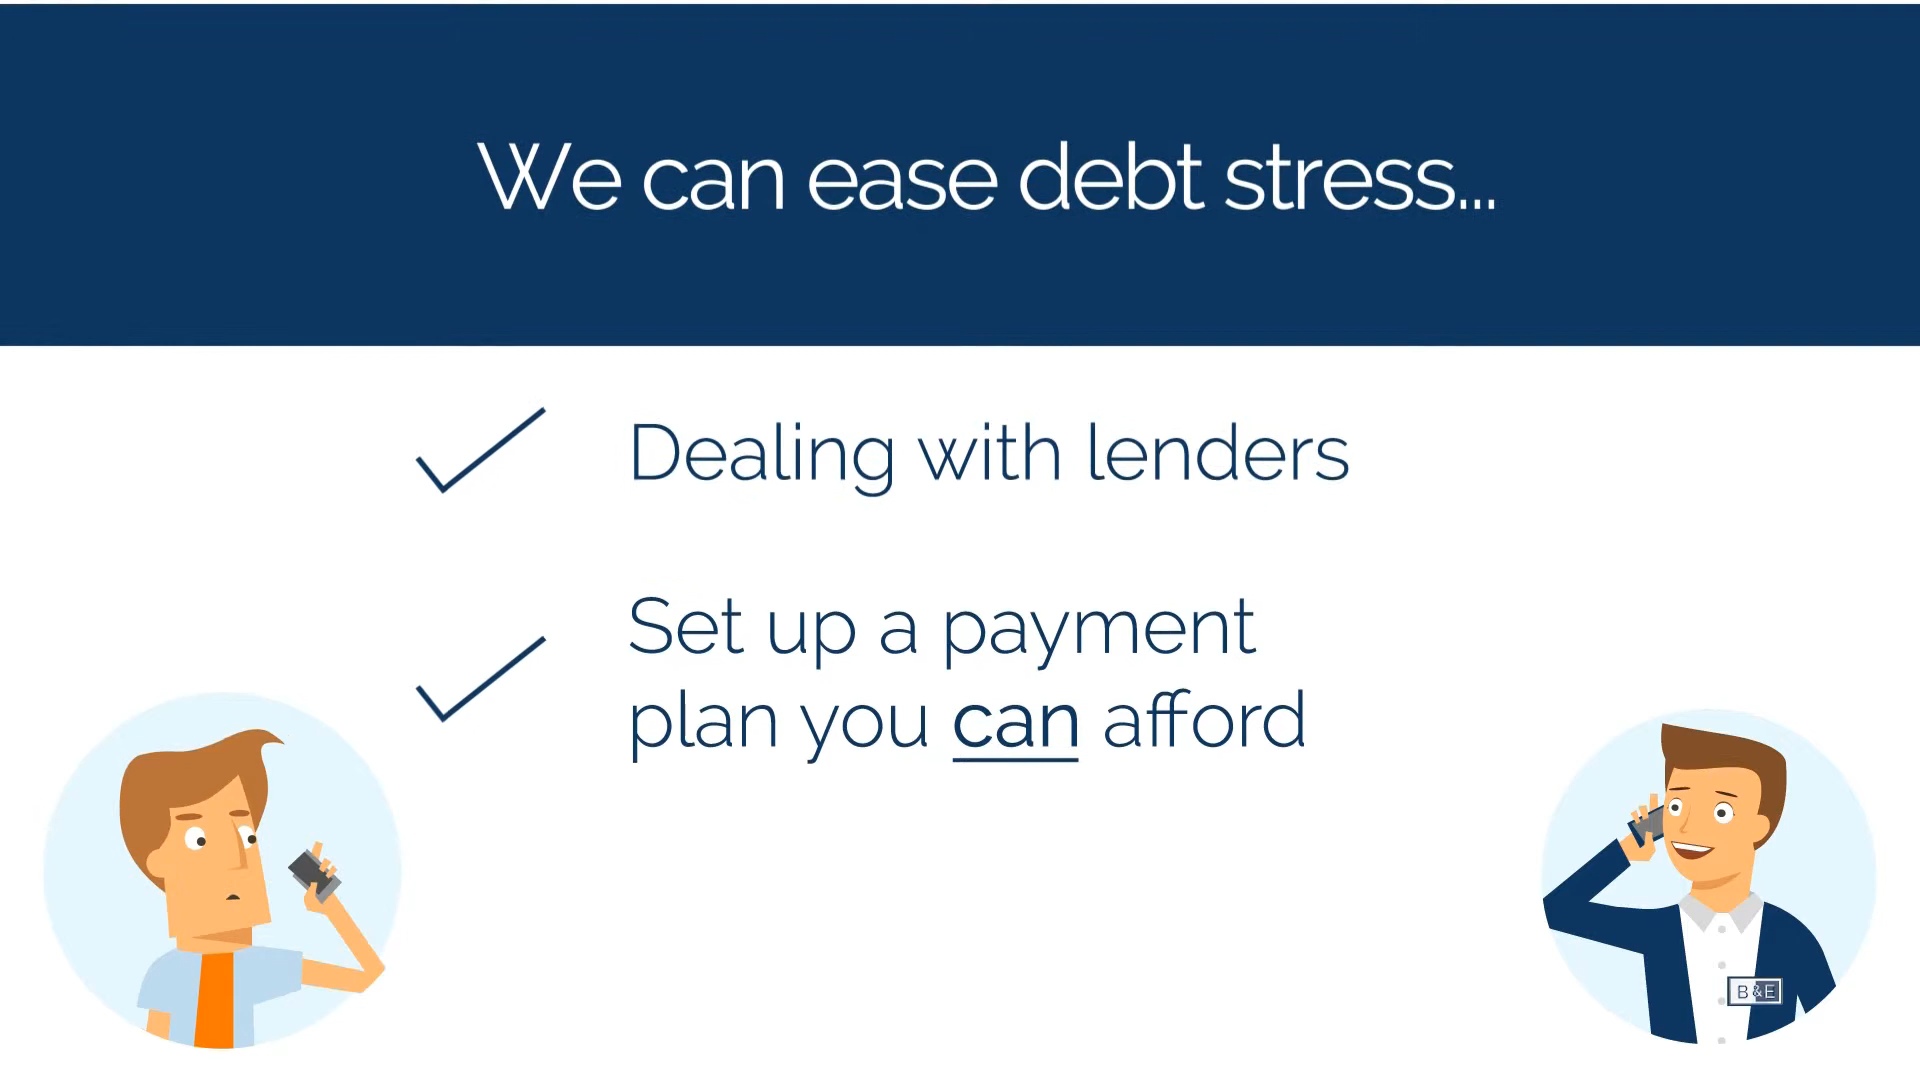 We can ease debt stress...
Dealing with lenders
Set up a payment
plan you can afford
B&E